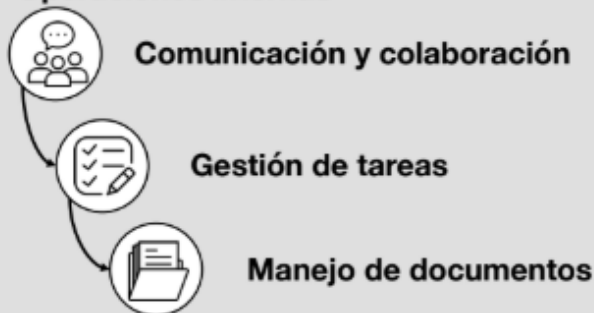 Comunicación y colaboración
Gestión de tareas
Manejo de documentos